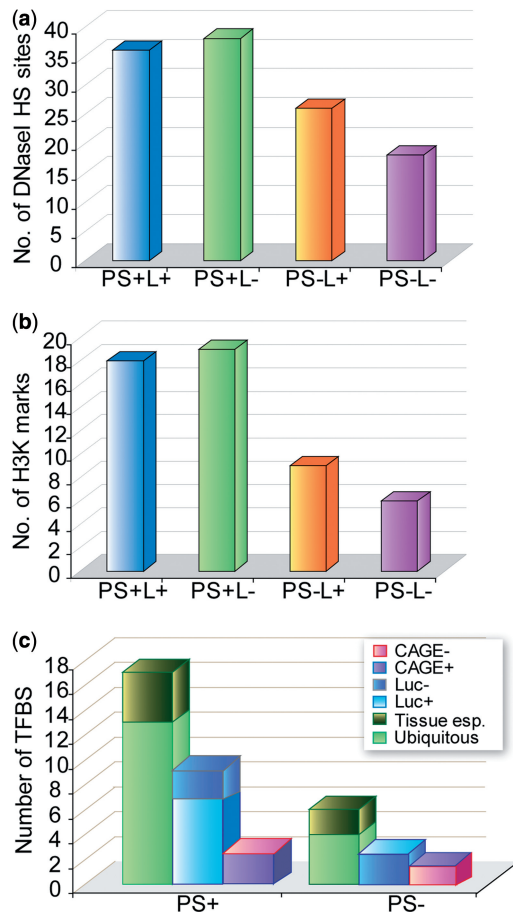 (a)
No. of DNaseI HS sites
40
35
30
25
20
15
10
5
0
PS+L+ PS+L- PS-L+ PS-L-
(b)
No. of H3K marks
20
18
16
14
12
10
8
6
4
2
0
PS+L+ PS+L- PS-L+ PS-L-
(c)
Number of TFBS
18
16
14
12
10
8
6
4
2
0
CAGE-
CAGE+
Luc-
Luc+
Tissue esp.
Ubiquitous
PS+ PS-